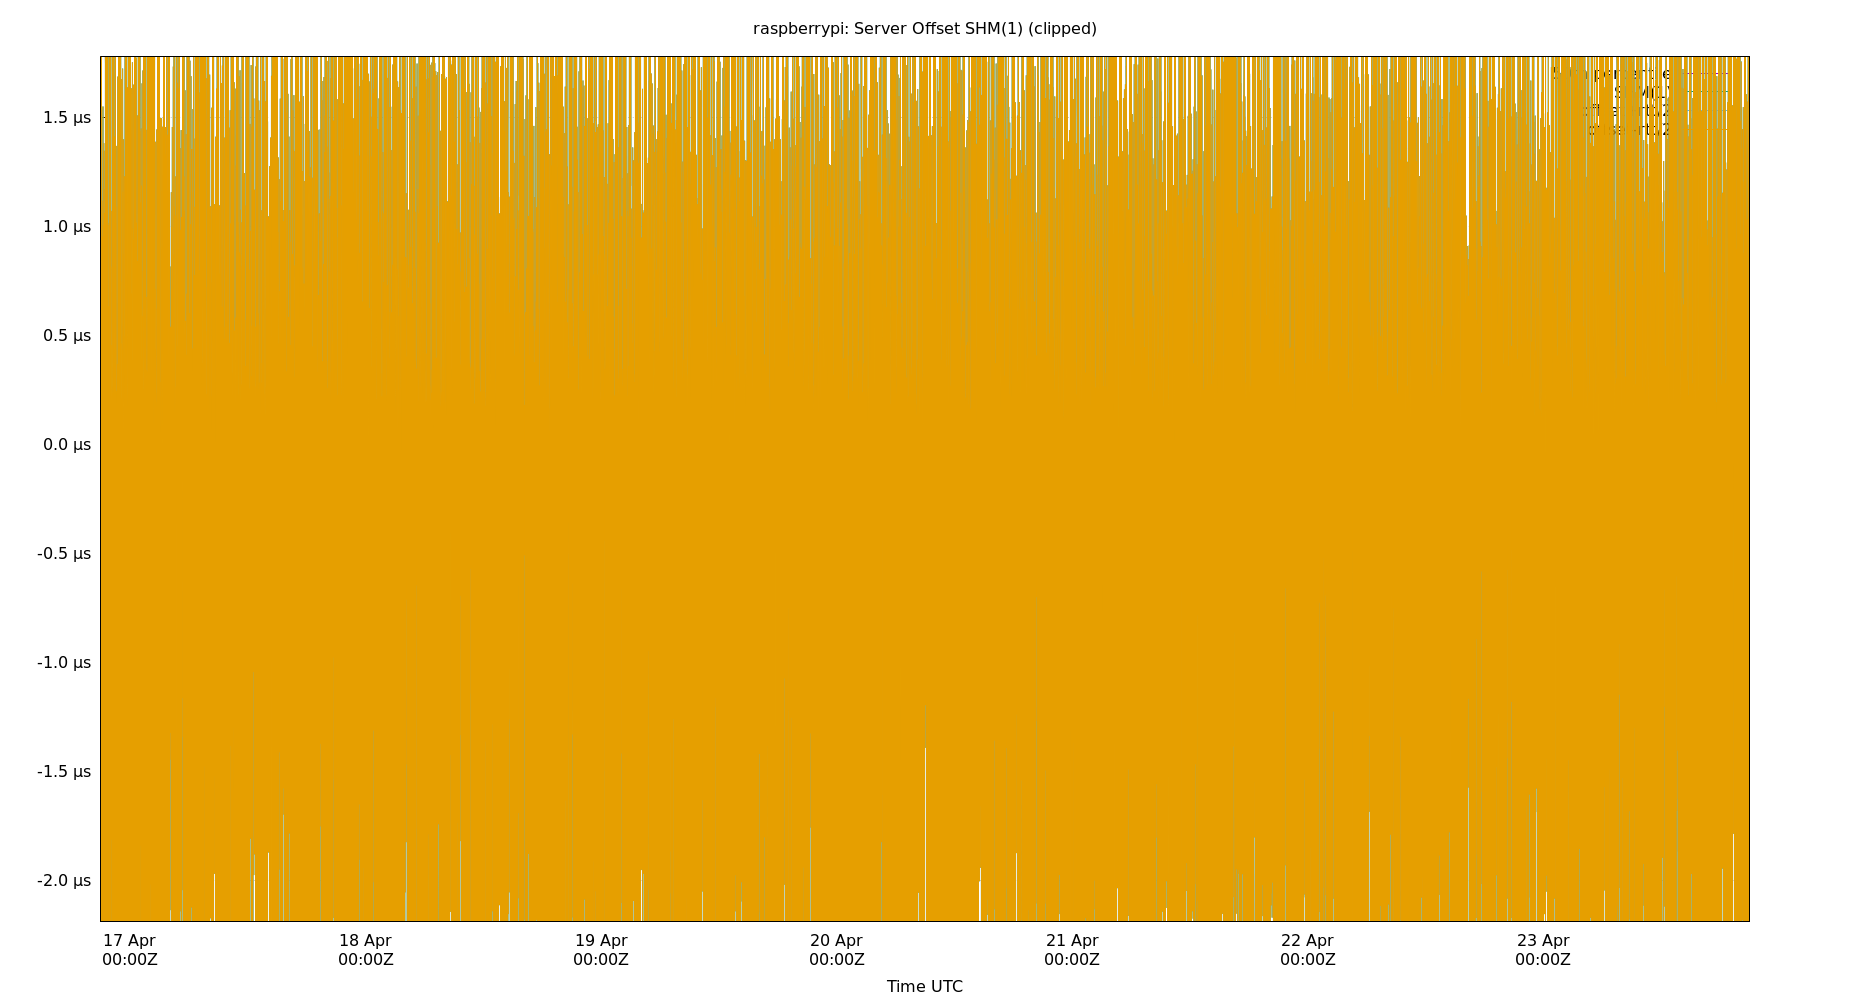 raspberrypi: Server Offset SHM(1) (clipped)
1.5 µs
1.0 µs
0.5 µs
0.0 µs
-0.5 µs
-1.0 µs
-1.5 µs
-2.0 µs
17 Apr 18 Apr 19 Apr 20 Apr 21 Apr 22 Apr 23 Apr
00:00Z 00:00Z 00:00Z 00:00Z 00:00Z 00:00Z 00:00Z
Time UTC